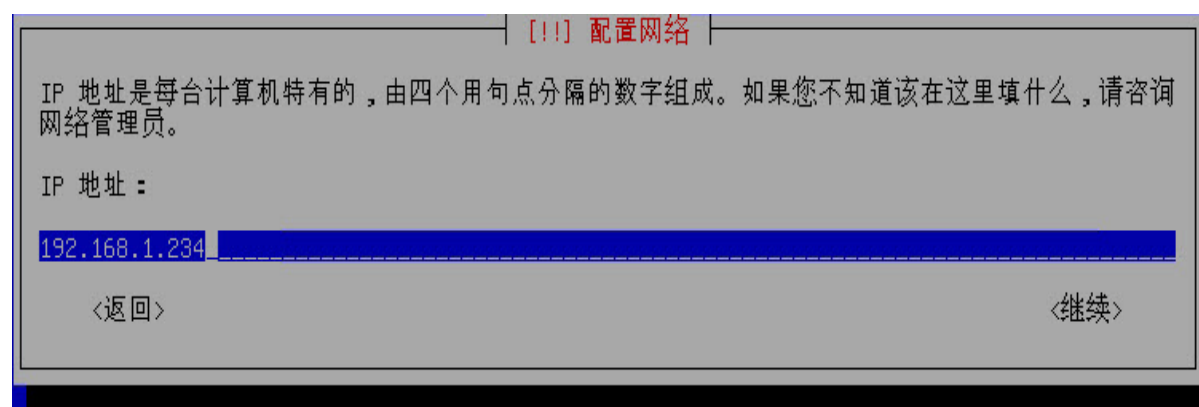 [!!] 配置网络
IP 地址是每台计算机特有的，由四个用句点分隔的数字组成。如果您不知道该在这里填什么，请咨询
网络管理员。
IP 地址：
192.168.1.234
<返回> <继续>